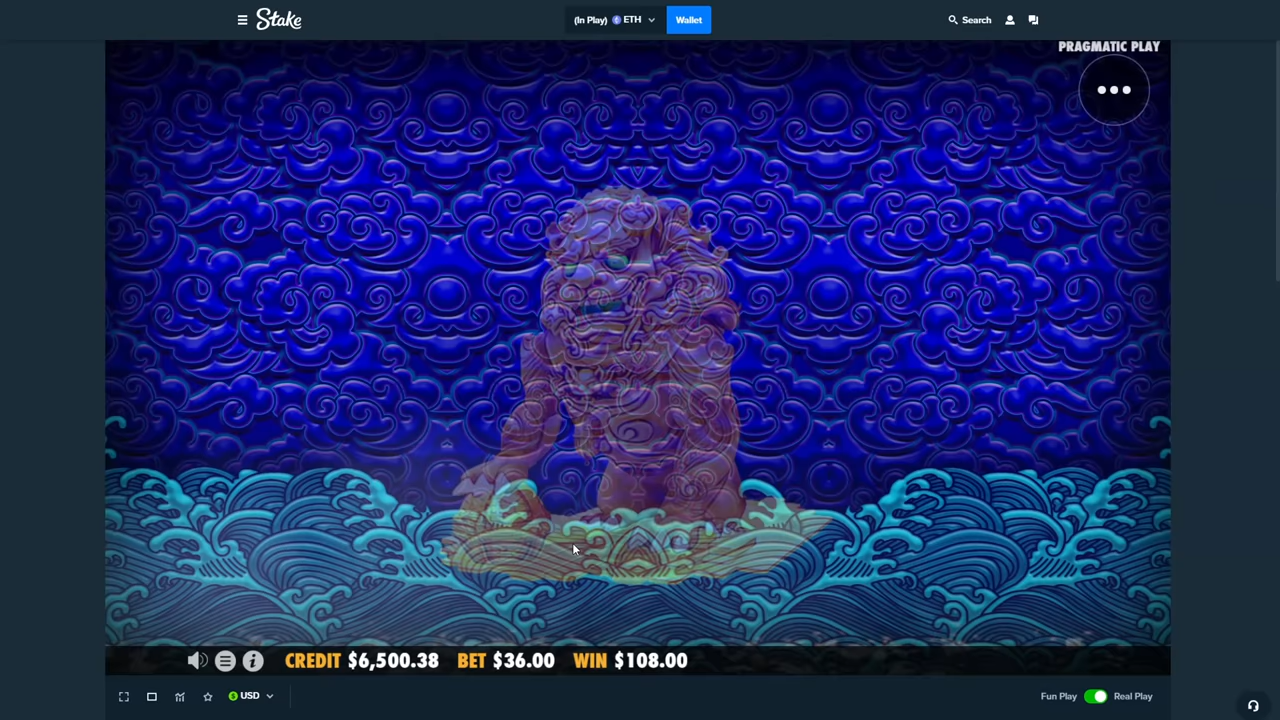 Stake
(In Play) ETH
Wallet
Search
PRAGMATIC PLAY
CREDIT $6,500.38 BET $36.00 WIN $108.00
USD
Fun Play
Real Play